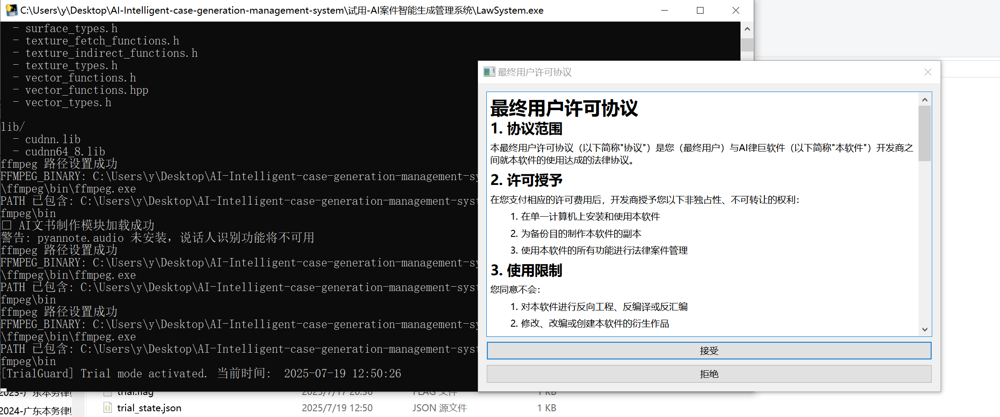 C:\Users\y\Desktop\AI-Intelligent-case-generation-management-system\试用-AI案件智能生成管理系统\LawSystem.exe
- surface_types.h
- texture_fetch_functions.h
- texture_indirect_functions.h
- texture_types.h
- vector_functions.h
- vector_functions.hpp
- vector_types.h
lib/
- cudnn.lib
- cudnn64_8.lib
ffmpeg 路径设置成功
FFMPEG_BINARY: C:\Users\y\Desktop\AI-Intelligent-case-generation-management-sy
\ffmpeg\bin\ffmpeg.exe
PATH 已包含: C:\Users\y\Desktop\AI-Intelligent-case-generation-management-syst
fmpeg\bin
□ AI文书制作模块加载成功
警告: pyannote.audio 未安装，说话人识别功能将不可用
ffmpeg 路径设置成功
FFMPEG_BINARY: C:\Users\y\Desktop\AI-Intelligent-case-generation-management-sy
\ffmpeg\bin\ffmpeg.exe
PATH 已包含: C:\Users\y\Desktop\AI-Intelligent-case-generation-management-syst
fmpeg\bin
ffmpeg 路径设置成功
FFMPEG_BINARY: C:\Users\y\Desktop\AI-Intelligent-case-generation-management-sy
\ffmpeg\bin\ffmpeg.exe
PATH 已包含: C:\Users\y\Desktop\AI-Intelligent-case-generation-management-syst
fmpeg\bin
[TrialGuard] Trial mode activated. 当前时间: 2025-07-19 12:50:26
最终用户许可协议
最终用户许可协议
1. 协议范围
本最终用户许可协议（以下简称"协议"）是您（最终用户）与AI律巨软件（以下简称"本软件"）开发商之
间就本软件的使用达成的法律协议。
2. 许可授予
在您支付相应的许可费用后，开发商授予您以下非独占性、不可转让的权利：
1. 在单一计算机上安装和使用本软件
2. 为备份目的制作本软件的副本
3. 使用本软件的所有功能进行法律案件管理
3. 使用限制
您同意不会：
1. 对本软件进行反向工程、反编译或反汇编
2. 修改、改编或创建本软件的衍生作品
接受
拒绝
2023-广东本务律 trial.flag 2025/7/17 20:36 FLAG 文件 1 KB
2024-广东本务律 trial_state.json 2025/7/19 12:50 JSON 源文件 1 KB